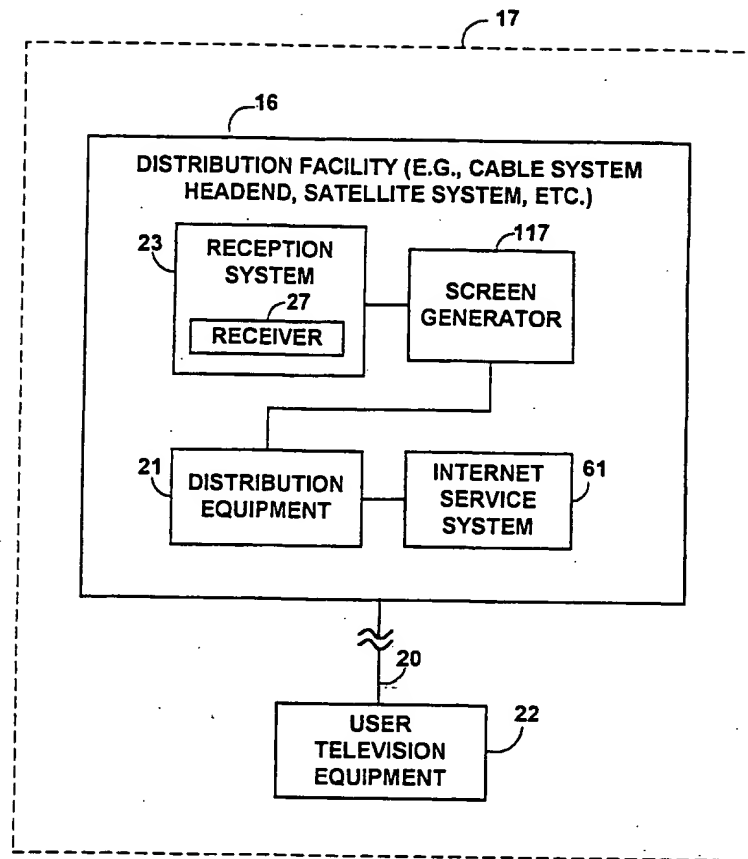 17
16
DISTRIBUTION FACILITY (E.G., CABLE SYSTEM
HEADEND, SATELLITE SYSTEM, ETC.)
23
RECEPTION
SYSTEM
27
RECEIVER
117
SCREEN
GENERATOR
21
DISTRIBUTION
EQUIPMENT
INTERNET
SERVICE
SYSTEM
61
20
USER
TELEVISION
EQUIPMENT
22